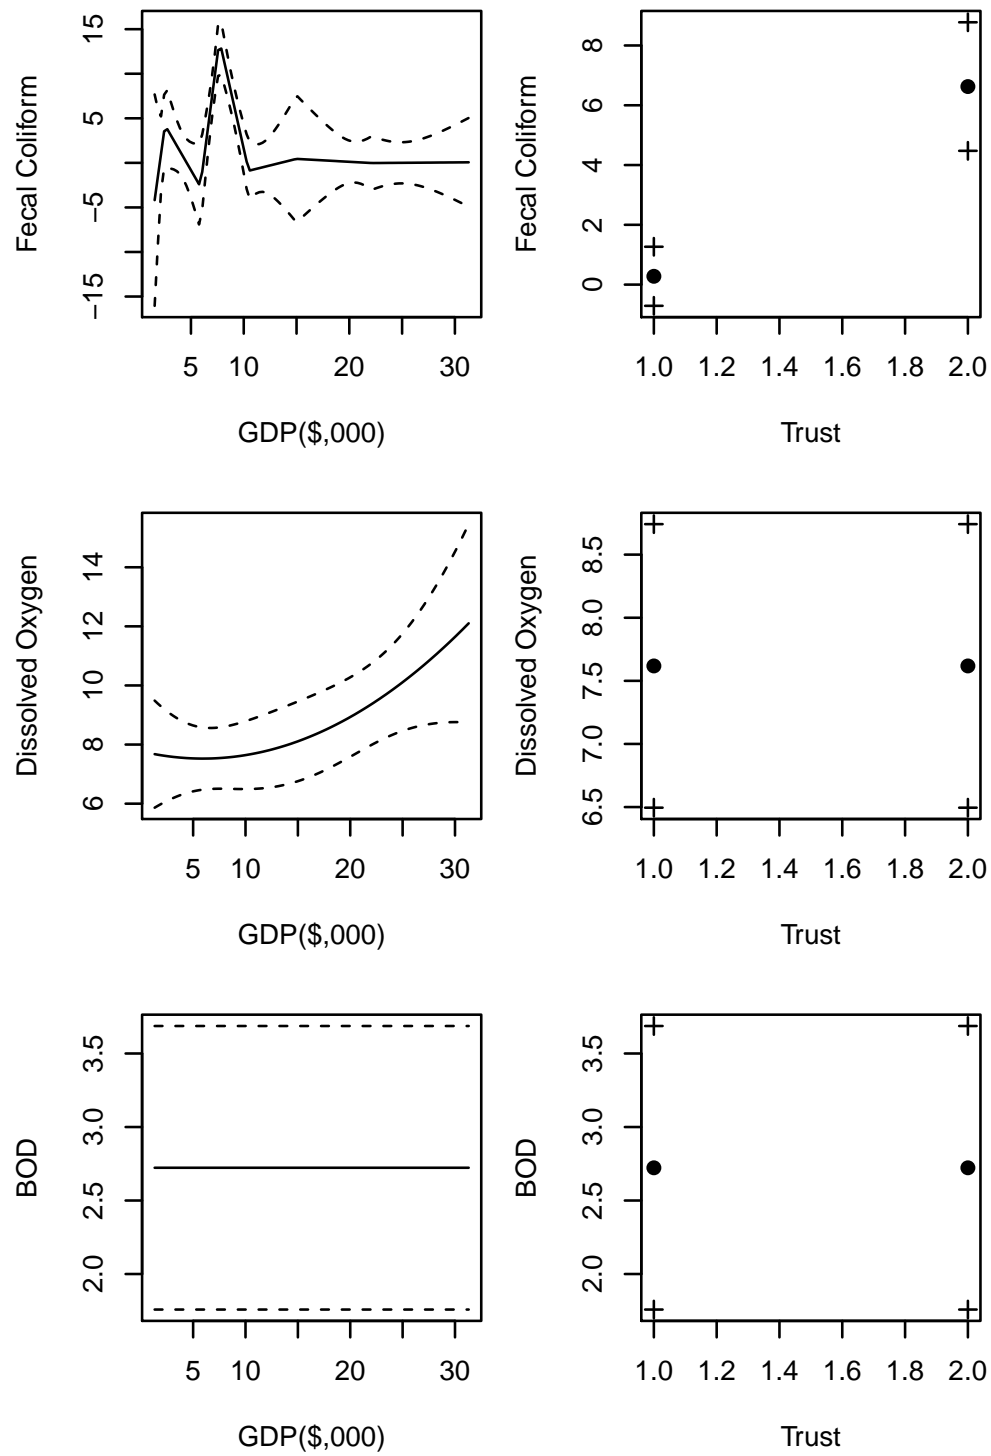 Fecal Coliform
15
5
−5
−15
5 10 20 30
GDP($,000)
Fecal Coliform
8
6
4
2
0
1.0 1.2 1.4 1.6 1.8 2.0
Trust
Dissolved Oxygen
14
12
10
8
6
5 10 20 30
GDP($,000)
Dissolved Oxygen
8.5
8.0
7.5
7.0
6.5
1.0 1.2 1.4 1.6 1.8 2.0
Trust
BOD
3.5
3.0
2.5
2.0
5 10 20 30
GDP($,000)
BOD
3.5
3.0
2.5
2.0
1.0 1.2 1.4 1.6 1.8 2.0
Trust